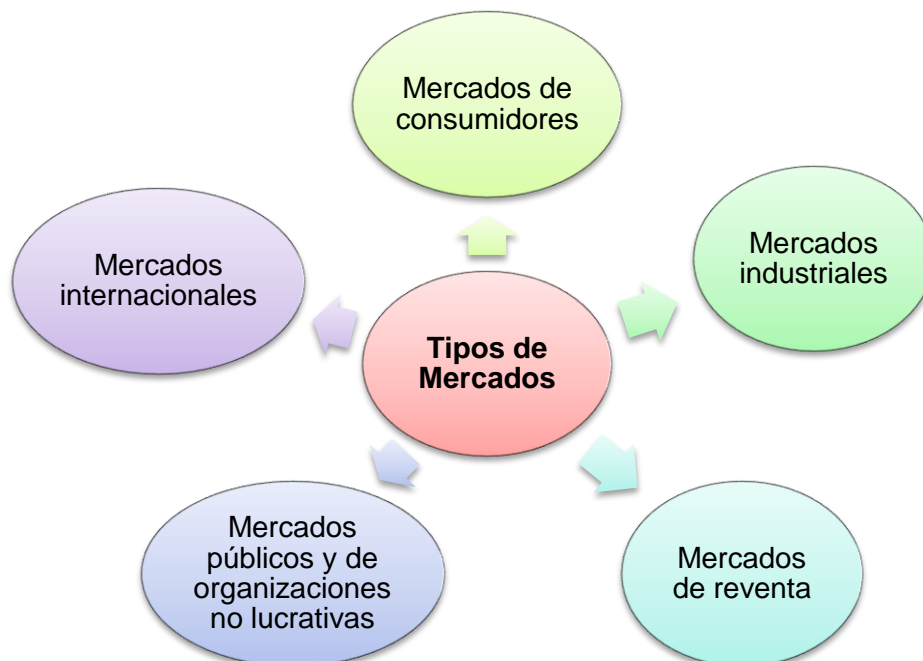 Mercados de
consumidores
Mercados
industriales
Mercados
internacionales
Tipos de
Mercados
Mercados
públicos y de
organizaciones
no lucrativas
Mercados
de reventa